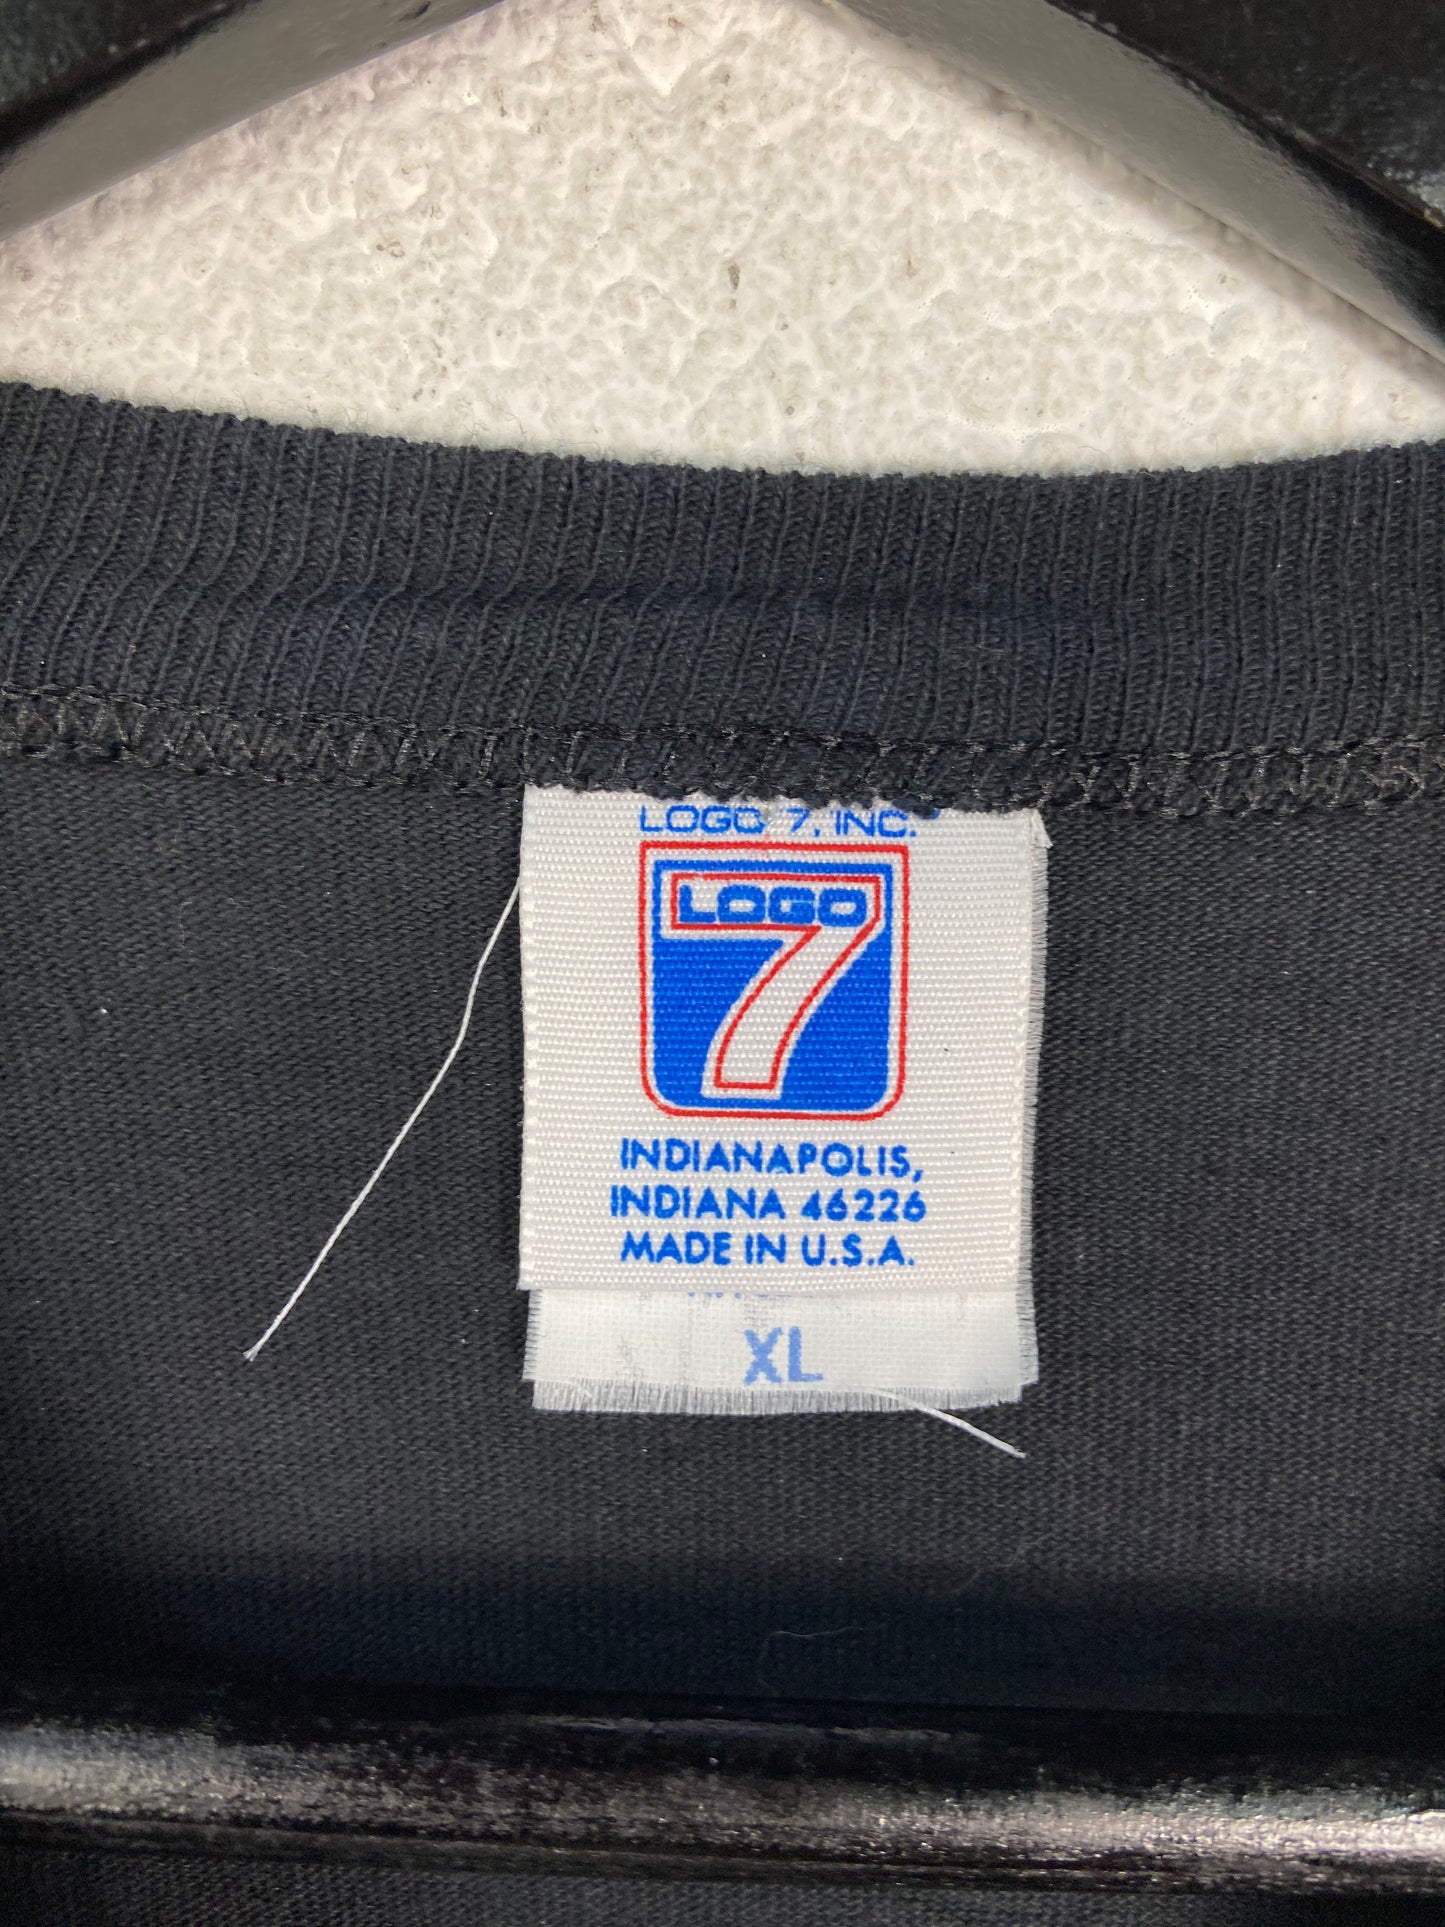 LOGO 7, INC.
LOGO
7
INDIANAPOLIS,
INDIANA 46226
MADE IN U.S.A.
XL